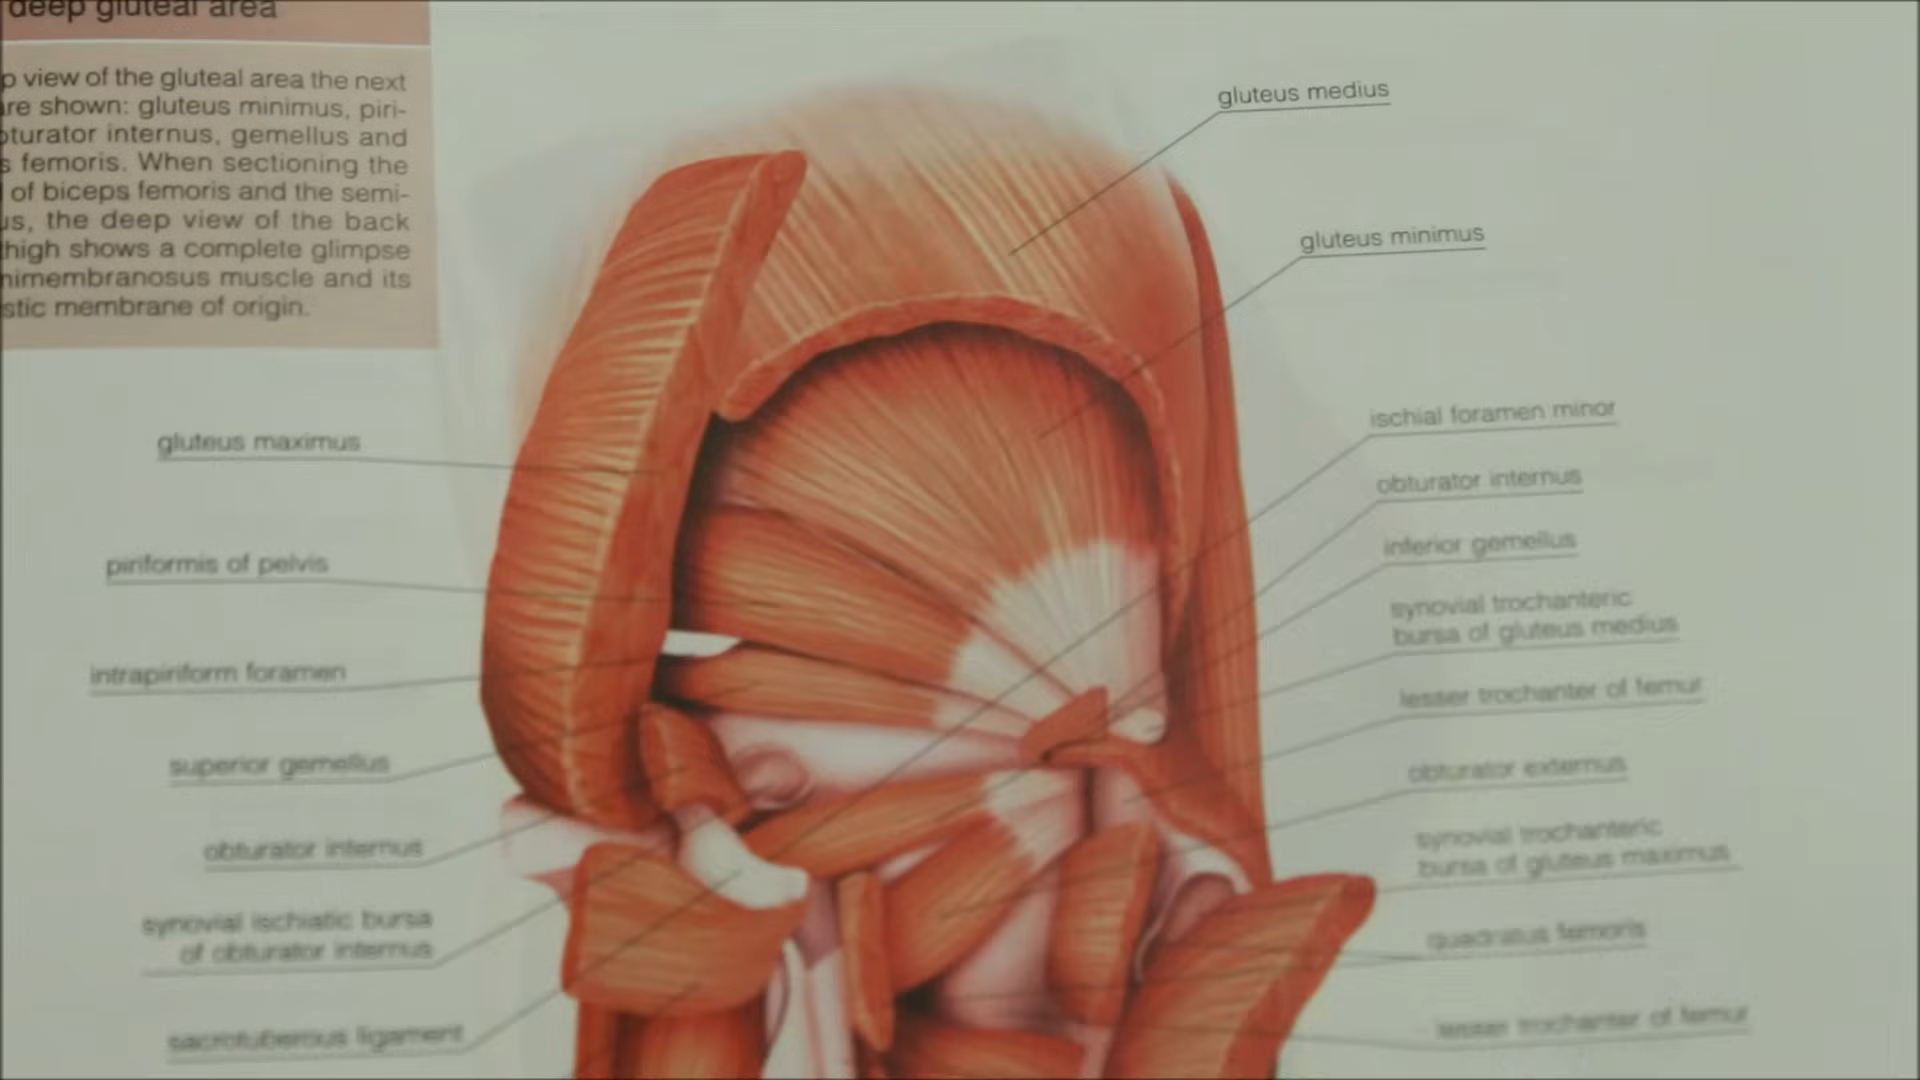 deep gluteal area
p view of the gluteal area the next
are shown: gluteus minimus, piri-
bturator internus, gemellus and
s femoris. When sectioning the
of biceps femoris and the semi-
us, the deep view of the back
thigh shows a complete glimpse
nimembranosus muscle and its
stic membrane of origin.
gluteus maximus
piriformis of pelvis
intrapiriform foramen
superior gemellus
obturator internus
synovial ischiatic bursa
of obturator internus
sacrotuberous ligament
gluteus medius
gluteus minimus
ischial foramen minor
obturator internus
inferior gemellus
synovial trochanteric
bursa of gluteus medius
lesser trochanter of femur
obturator externus
synovial trochanteric
bursa of gluteus maximus
quadratus femoris
lesser trochanter of femur